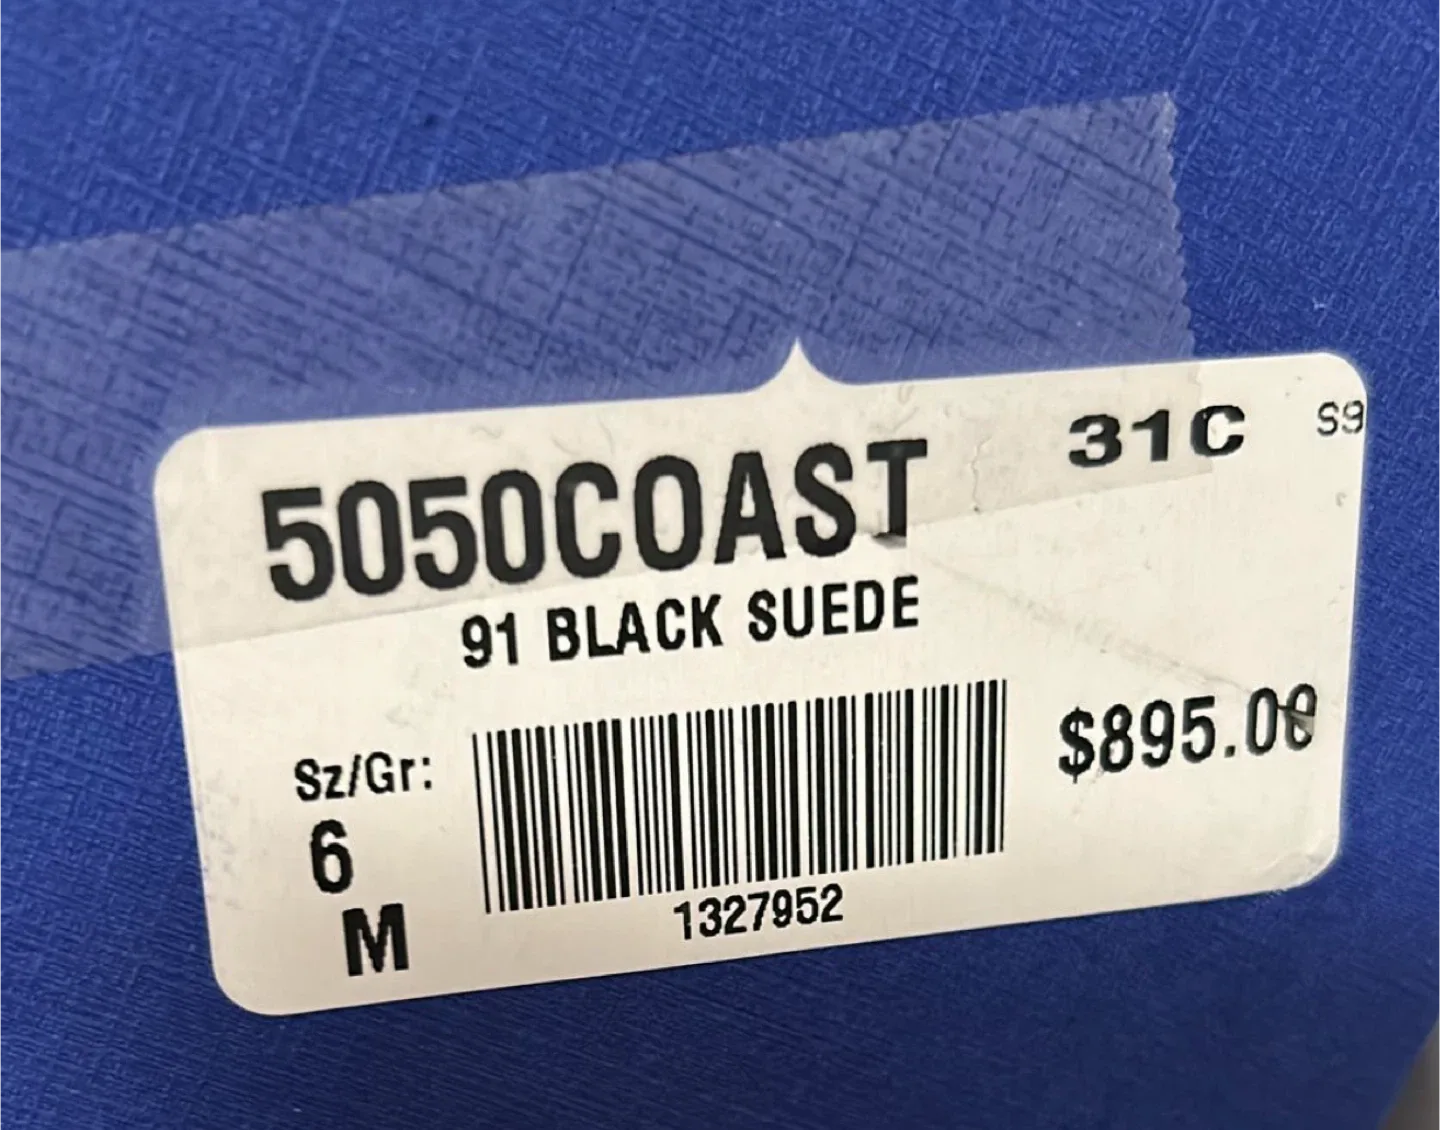 5050COAST 31C S9
91 BLACK SUEDE
Sz/Gr:
6
M
$895.00
1327952